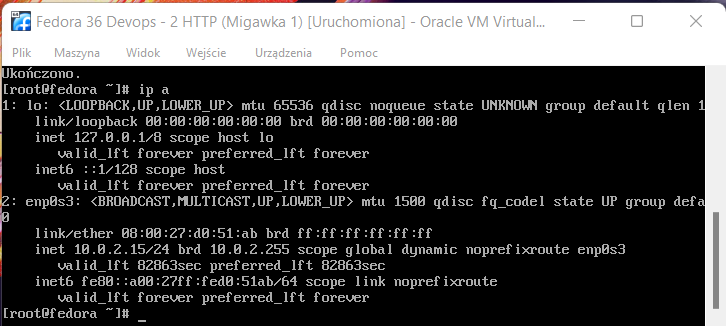 Fedora 36 Devops - 2 HTTP (Migawka 1) [Uruchomiona] - Oracle VM Virtual...
Plik Maszyna Widok Wejście Urządzenia Pomoc
Ukończono.
[root@fedora ~]# ip a
1: lo: <LOOPBACK,UP,LOWER_UP> mtu 65536 qdisc noqueue state UNKNOWN group default qlen 1
link/loopback 00:00:00:00:00:00 brd 00:00:00:00:00:00
inet 127.0.0.1/8 scope host lo
valid_lft forever preferred_lft forever
inet6 ::1/128 scope host
valid_lft forever preferred_lft forever
2: enp0s3: <BROADCAST,MULTICAST,UP,LOWER_UP> mtu 1500 qdisc fq_codel state UP group defa
0
link/ether 08:00:27:d0:51:ab brd ff:ff:ff:ff:ff:ff
inet 10.0.2.15/24 brd 10.0.2.255 scope global dynamic noprefixroute enp0s3
valid_lft 82863sec preferred_lft 82863sec
inet6 fe80::a00:27ff:fed0:51ab/64 scope link noprefixroute
valid_lft forever preferred_lft forever
[root@fedora ~]# _